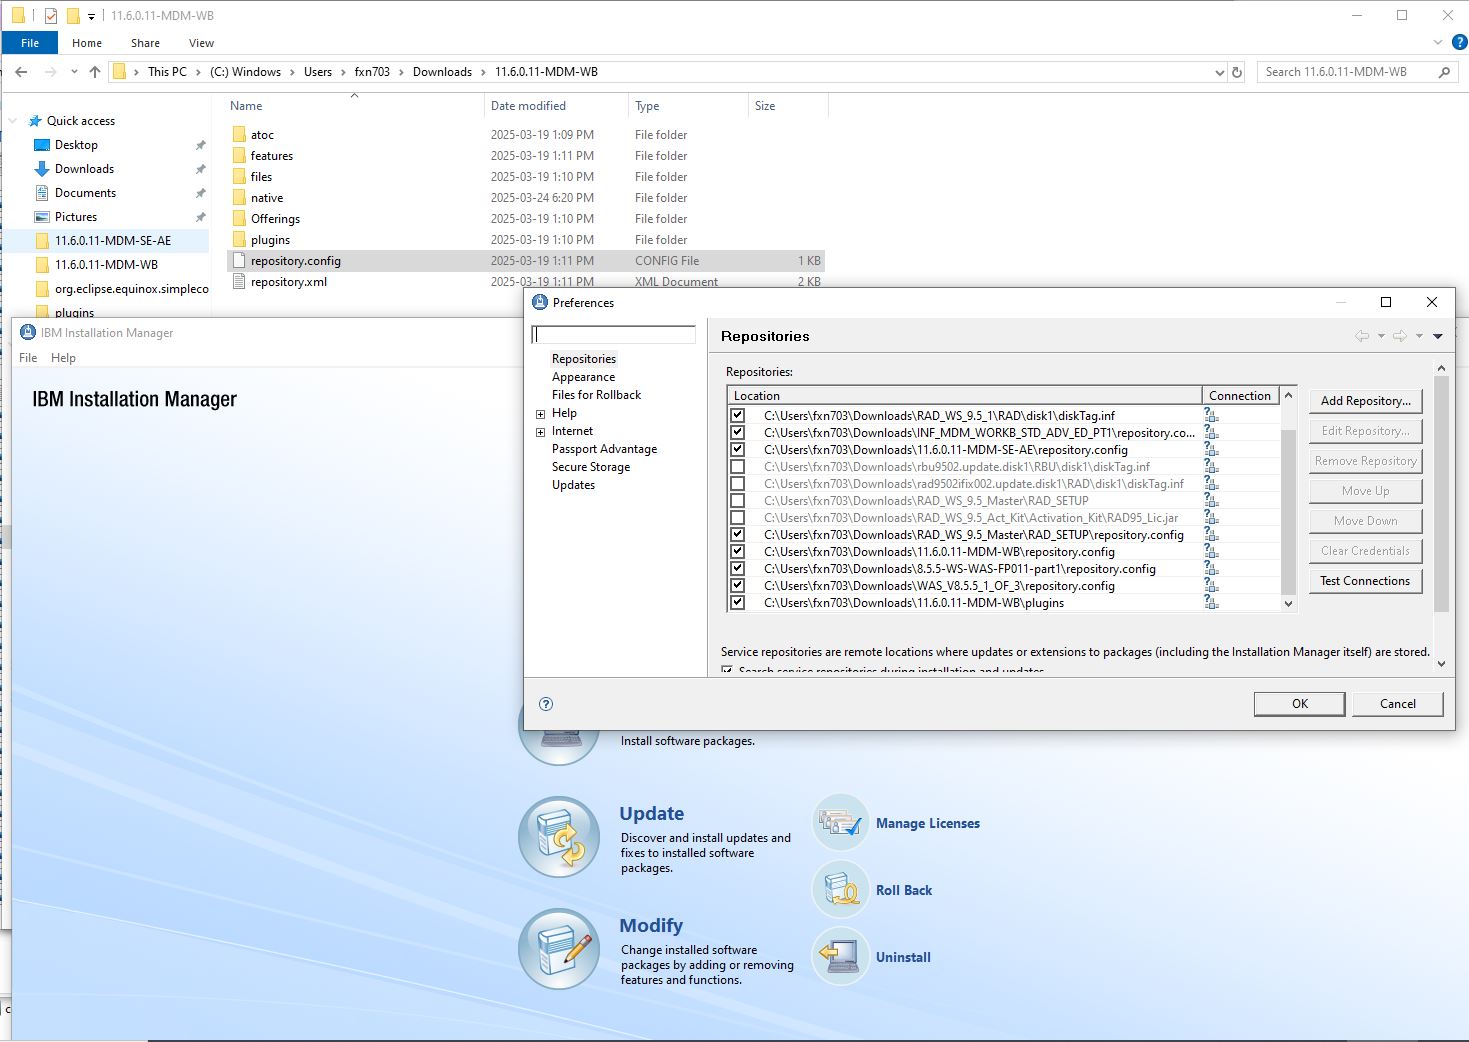 11.6.0.11-MDM-WB
File Home Share View
This PC > (C:) Windows > Users > fxn703 > Downloads > 11.6.0.11-MDM-WB
Search 11.6.0.11-MDM-WB
Name Date modified Type Size
Quick access
Desktop
Downloads
Documents
Pictures
11.6.0.11-MDM-SE-AE
11.6.0.11-MDM-WB
org.eclipse.equinox.simpleco
plugins
atoc 2025-03-19 1:09 PM File folder
features 2025-03-19 1:11 PM File folder
files 2025-03-19 1:10 PM File folder
native 2025-03-24 6:20 PM File folder
Offerings 2025-03-19 1:10 PM File folder
plugins 2025-03-19 1:10 PM File folder
repository.config 2025-03-19 1:11 PM CONFIG File 1 KB
repository.xml 2025-03-19 1:11 PM XML Document 2 KB
IBM Installation Manager
File Help
IBM Installation Manager
Preferences
Repositories
Appearance
Files for Rollback
Help
Internet
Passport Advantage
Secure Storage
Updates
Repositories
Repositories:
Location Connection
C:\Users\fxn703\Downloads\RAD_WS_9.5_1\RAD\disk1\diskTag.inf
C:\Users\fxn703\Downloads\INF_MDM_WORKB_STD_ADV_ED_PT1\repository.co...
C:\Users\fxn703\Downloads\11.6.0.11-MDM-SE-AE\repository.config
C:\Users\fxn703\Downloads\rbu9502.update.disk1\RBU\disk1\diskTag.inf
C:\Users\fxn703\Downloads\rad9502ifix002.update.disk1\RAD\disk1\diskTag.inf
C:\Users\fxn703\Downloads\RAD_WS_9.5_Master\RAD_SETUP
C:\Users\fxn703\Downloads\RAD_WS_9.5_Act_Kit\Activation_Kit\RAD95_Lic.jar
C:\Users\fxn703\Downloads\RAD_WS_9.5_Master\RAD_SETUP\repository.config
C:\Users\fxn703\Downloads\11.6.0.11-MDM-WB\repository.config
C:\Users\fxn703\Downloads\8.5.5-WS-WAS-FP011-part1\repository.config
C:\Users\fxn703\Downloads\WAS_V8.5.5_1_OF_3\repository.config
C:\Users\fxn703\Downloads\11.6.0.11-MDM-WB\plugins
Add Repository...
Edit Repository...
Remove Repository
Move Up
Move Down
Clear Credentials
Test Connections
Service repositories are remote locations where updates or extensions to packages (including the Installation Manager itself) are stored.
Search service repositories during installation and updates
OK Cancel
Install software packages.
Update
Discover and install updates and
fixes to installed software
packages.
Modify
Change installed software
packages by adding or removing
features and functions.
Manage Licenses
Roll Back
Uninstall